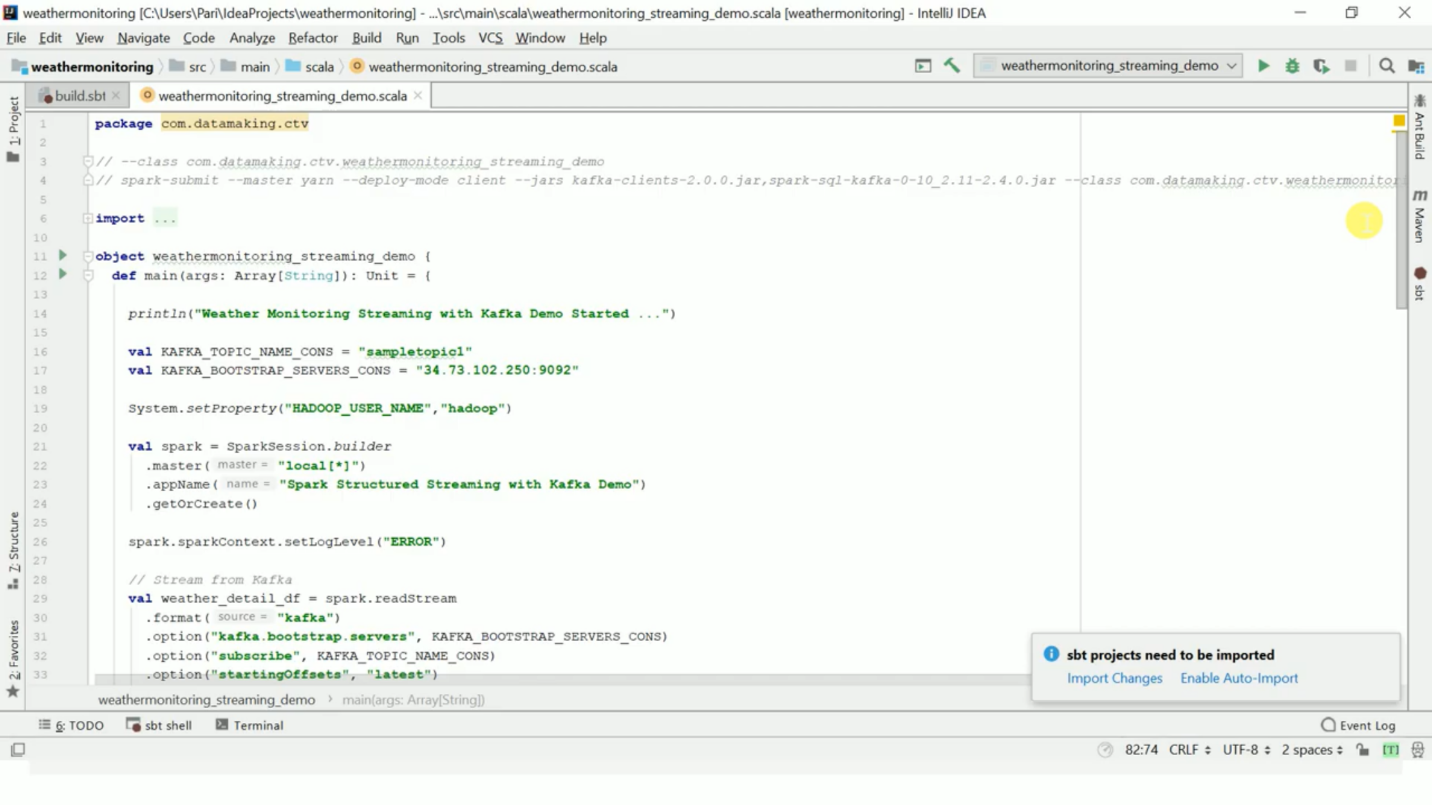 weathermonitoring [C:\Users\Pari\IdeaProjects\weathermonitoring] - ...\src\main\scala\weathermonitoring_streaming_demo.scala [weathermonitoring] - IntelliJ IDEA
File Edit View Navigate Code Analyze Refactor Build Run Tools VCS Window Help
weathermonitoring src main scala weathermonitoring_streaming_demo.scala weathermonitoring_streaming_demo
build.sbt weathermonitoring_streaming_demo.scala
1: Project
Z: Structure
2: Favorites
1 package com.datamaking.ctv
2
3 // --class com.datamaking.ctv.weathermonitoring_streaming_demo
4 // spark-submit --master yarn --deploy-mode client --jars kafka-clients-2.0.0.jar,spark-sql-kafka-0-10_2.11-2.4.0.jar --class com.datamaking.ctv.weathermonitor
5
6 import ...
10
11 object weathermonitoring_streaming_demo {
12 def main(args: Array[String]): Unit = {
13
14 println("Weather Monitoring Streaming with Kafka Demo Started ...")
15
16 val KAFKA_TOPIC_NAME_CONS = "sampletopic1"
17 val KAFKA_BOOTSTRAP_SERVERS_CONS = "34.73.102.250:9092"
18
19 System.setProperty("HADOOP_USER_NAME","hadoop")
20
21 val spark = SparkSession.builder
22 .master( master = "local[*]")
23 .appName( name = "Spark Structured Streaming with Kafka Demo")
24 .getOrCreate()
25
26 spark.sparkContext.setLogLevel("ERROR")
27
28 // Stream from Kafka
29 val weather_detail_df = spark.readStream
30 .format( source = "kafka")
31 .option("kafka.bootstrap.servers", KAFKA_BOOTSTRAP_SERVERS_CONS)
32 .option("subscribe", KAFKA_TOPIC_NAME_CONS)
33 .option("startingOffsets", "latest")
Ant Build
m Maven
sbt
sbt projects need to be imported
Import Changes Enable Auto-Import
weathermonitoring_streaming_demo main(args: Array[String])
6: TODO sbt shell Terminal Event Log
82:74 CRLF UTF-8 2 spaces [T]